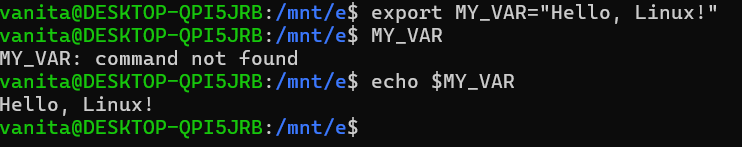 vanita@DESKTOP-QPI5JRB:/mnt/e$ export MY_VAR="Hello, Linux!"
vanita@DESKTOP-QPI5JRB:/mnt/e$ MY_VAR
MY_VAR: command not found
vanita@DESKTOP-QPI5JRB:/mnt/e$ echo $MY_VAR
Hello, Linux!
vanita@DESKTOP-QPI5JRB:/mnt/e$